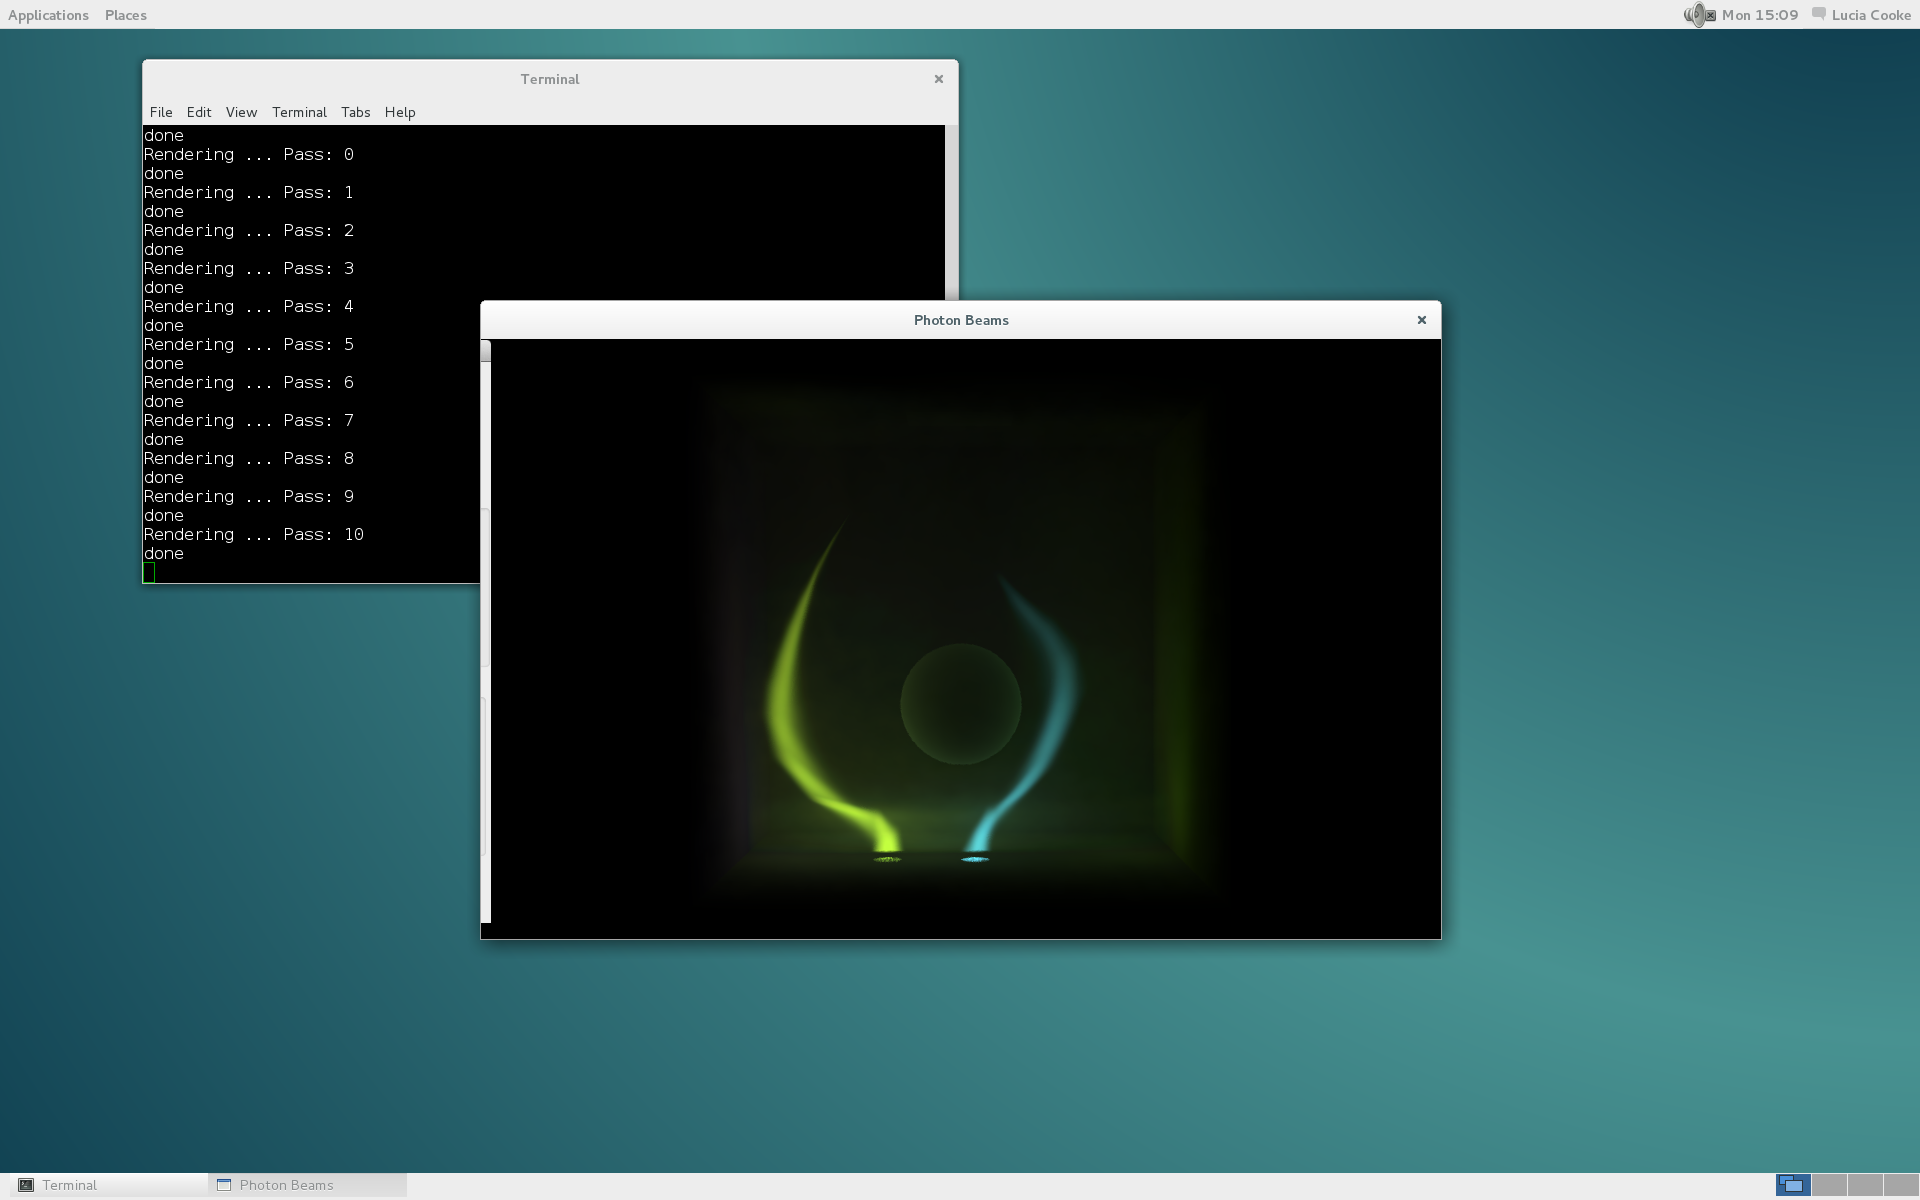 Applications Places
Mon 15:09 Lucia Cooke
Terminal
File Edit View Terminal Tabs Help
done
Rendering ... Pass: 0
done
Rendering ... Pass: 1
done
Rendering ... Pass: 2
done
Rendering ... Pass: 3
done
Rendering ... Pass: 4
done
Rendering ... Pass: 5
done
Rendering ... Pass: 6
done
Rendering ... Pass: 7
done
Rendering ... Pass: 8
done
Rendering ... Pass: 9
done
Rendering ... Pass: 10
done
Photon Beams
Terminal
Photon Beams